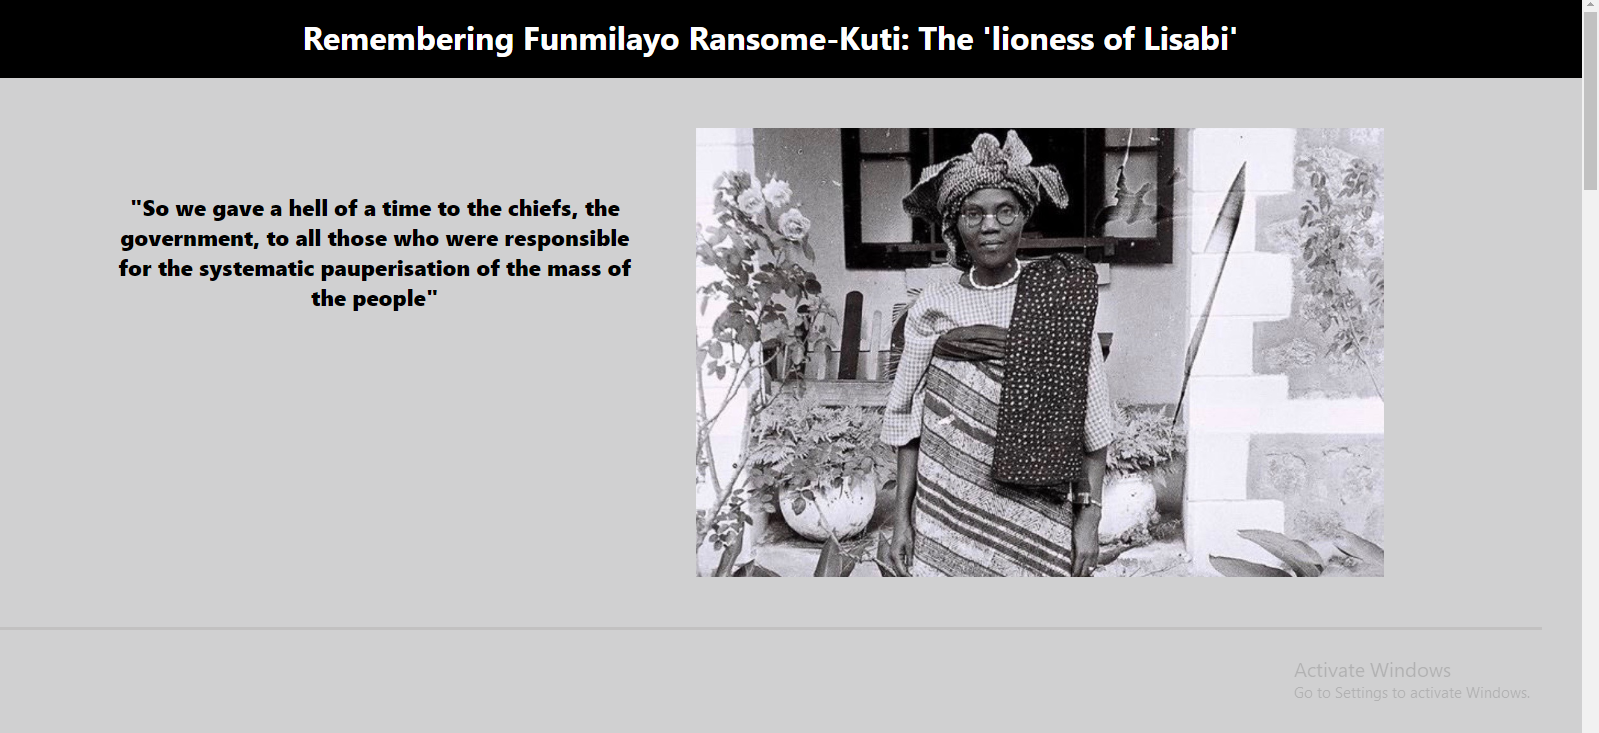 Remembering Funmilayo Ransome-Kuti: The 'lioness of Lisabi'
"So we gave a hell of a time to the chiefs, the
government, to all those who were responsible
for the systematic pauperisation of the mass of
the people"
Activate Windows
Go to Settings to activate Windows.